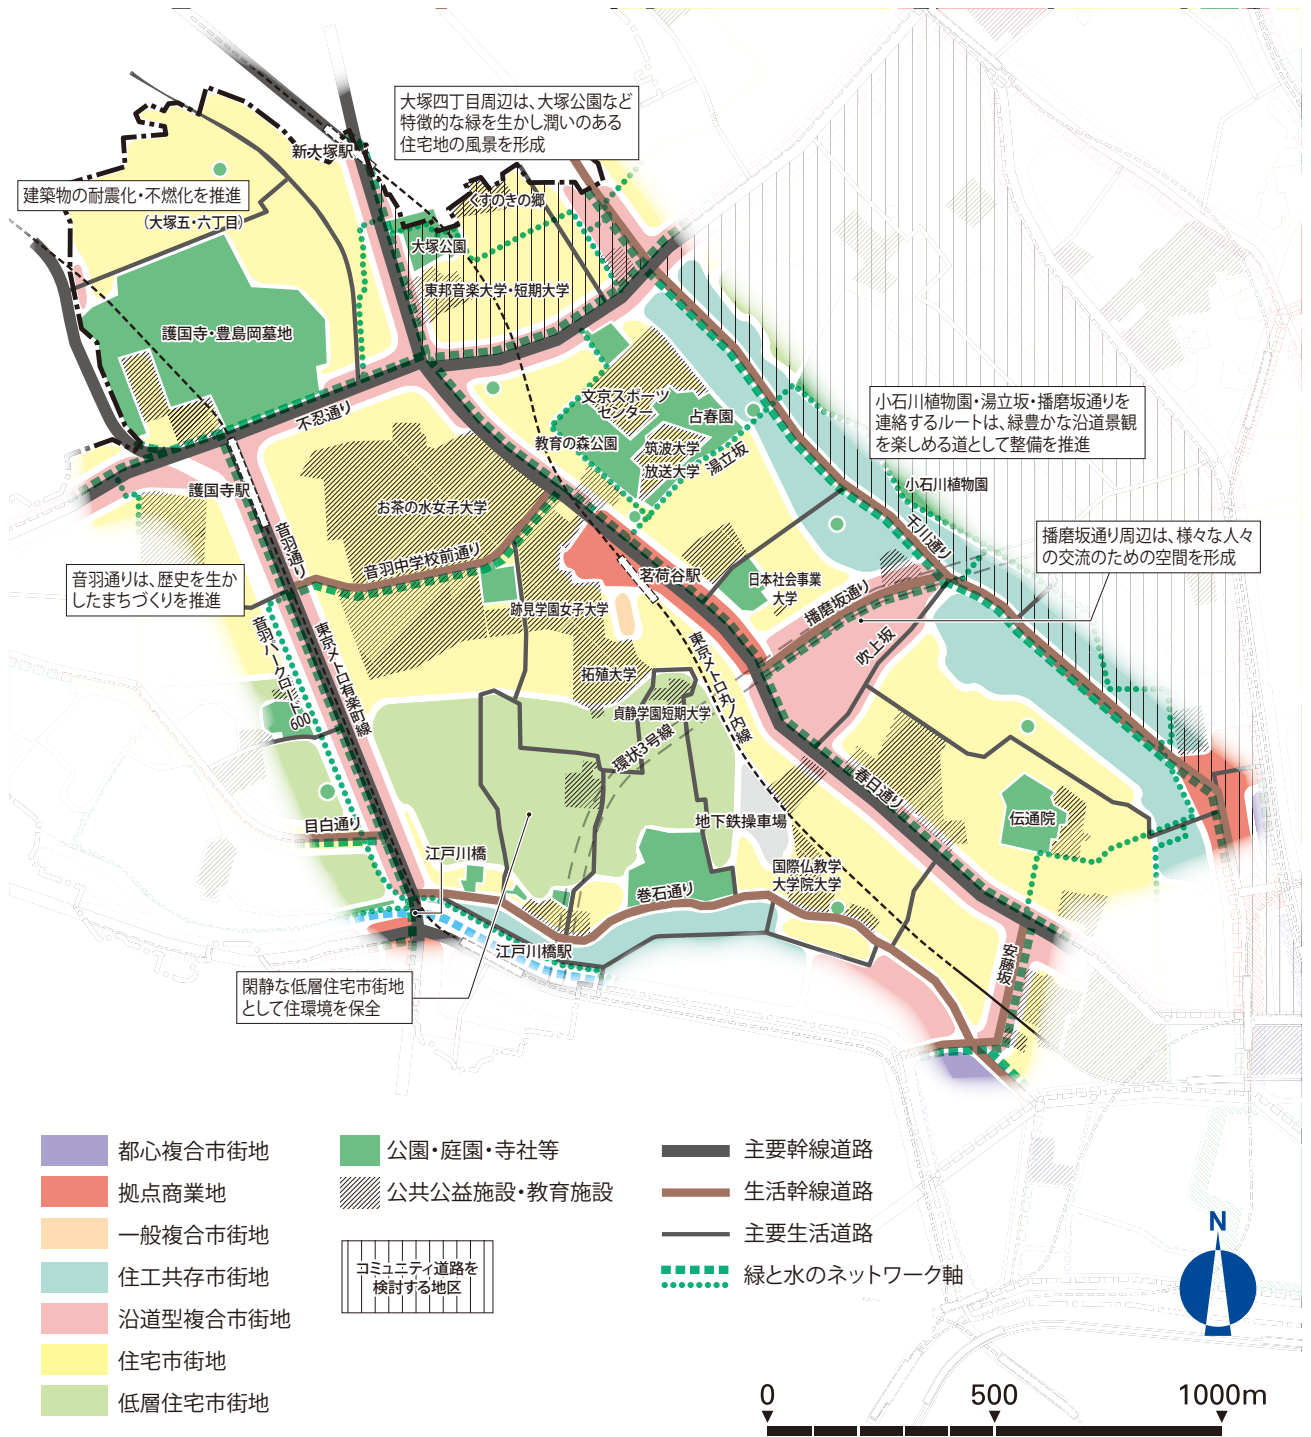 大塚四丁目周辺は、大塚公園など
特徴的な緑を生かし潤いのある
住宅地の風景を形成
新大塚駅
建築物の耐震化・不燃化を推進
(大塚五・六丁目)
くすのきの郷
大塚公園
東邦音楽大学・短期大学
護国寺・豊島岡墓地
不忍通り
文京スポーツ
センター
占春園
教育の森公園
筑波大学
放送大学
湯立坂
小石川植物園・湯立坂・播磨坂通りを
連絡するルートは、緑豊かな沿道景観
を楽しめる道として整備を推進
小石川植物園
護国寺駅
お茶の水女子大学
千川通り
播磨坂通り周辺は、様々な人々
の交流のための空間を形成
音羽通り
音羽中学校前通り
音羽通りは、歴史を生か
したまちづくりを推進
茗荷谷駅
日本社会事業
大学
播磨坂通り
跡見学園女子大学
音羽パークロード600
東京メトロ有楽町線
東京メトロ丸ノ内線
吹上坂
拓殖大学
貞静学園短期大学
環状3号線
春日通り
地下鉄操車場
伝通院
目白通り
江戸川橋
国際仏教学
大学院大学
巻石通り
江戸川橋駅
安藤坂
閑静な低層住宅市街地
として住環境を保全
都心複合市街地
拠点商業地
一般複合市街地
住工共存市街地
沿道型複合市街地
住宅市街地
低層住宅市街地
公園・庭園・寺社等
公共公益施設・教育施設
コミュニティ道路を
検討する地区
主要幹線道路
生活幹線道路
主要生活道路
緑と水のネットワーク軸
N
0 500 1000m